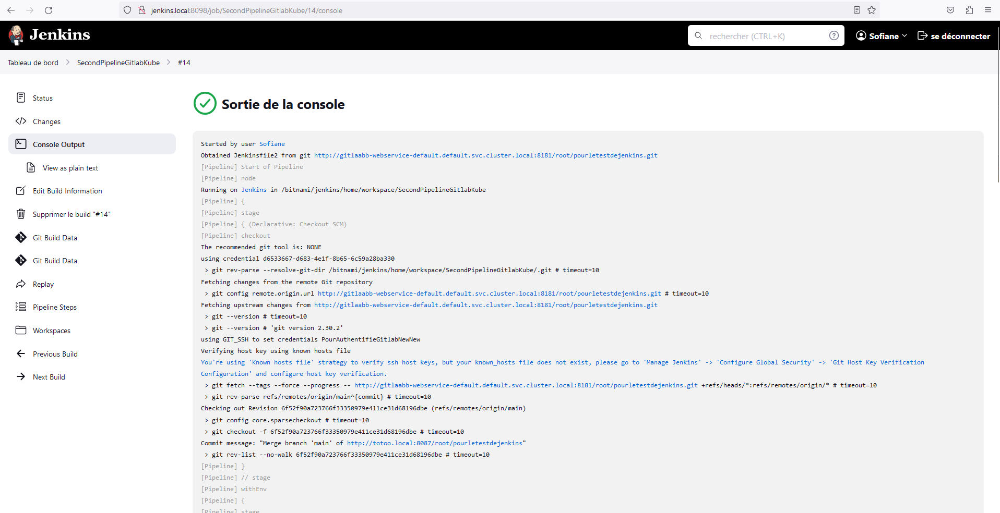 jenkins.local:8098/job/SecondPipelineGitlabKube/14/console
Jenkins
rechercher (CTRL+K)
Sofiane
se déconnecter
Tableau de bord > SecondPipelineGitlabKube > #14
Status
Changes
Console Output
View as plain text
Edit Build Information
Supprimer le build "#14"
Git Build Data
Git Build Data
Replay
Pipeline Steps
Workspaces
Previous Build
Next Build
Sortie de la console
Started by user Sofiane
Obtained Jenkinsfile2 from git http://gitlaabb-webservice-default.default.svc.cluster.local:8181/root/pourletestdejenkins.git
[Pipeline] Start of Pipeline
[Pipeline] node
Running on Jenkins in /bitnami/jenkins/home/workspace/SecondPipelineGitlabKube
[Pipeline] {
[Pipeline] stage
[Pipeline] { (Declarative: Checkout SCM)
[Pipeline] checkout
The recommended git tool is: NONE
using credential d6533667-d683-4e1f-8b65-6c59a28ba330
> git rev-parse --resolve-git-dir /bitnami/jenkins/home/workspace/SecondPipelineGitlabKube/.git # timeout=10
Fetching changes from the remote Git repository
> git config remote.origin.url http://gitlaabb-webservice-default.default.svc.cluster.local:8181/root/pourletestdejenkins.git # timeout=10
Fetching upstream changes from http://gitlaabb-webservice-default.default.svc.cluster.local:8181/root/pourletestdejenkins.git
> git --version # timeout=10
> git --version # 'git version 2.30.2'
using GIT_SSH to set credentials PourAuthentifieGitlabNewNew
Verifying host key using known hosts file
You're using 'Known hosts file' strategy to verify ssh host keys, but your known_hosts file does not exist, please go to 'Manage Jenkins' -> 'Configure Global Security' -> 'Git Host Key Verification
Configuration' and configure host key verification.
> git fetch --tags --force --progress -- http://gitlaabb-webservice-default.default.svc.cluster.local:8181/root/pourletestdejenkins.git +refs/heads/*:refs/remotes/origin/* # timeout=10
> git rev-parse refs/remotes/origin/main^{commit} # timeout=10
Checking out Revision 6f52f90a723766f33350979e411ce31d68196dbe (refs/remotes/origin/main)
> git config core.sparsecheckout # timeout=10
> git checkout -f 6f52f90a723766f33350979e411ce31d68196dbe # timeout=10
Commit message: "Merge branch 'main' of http://totoo.local:8087/root/pourletestdejenkins"
> git rev-list --no-walk 6f52f90a723766f33350979e411ce31d68196dbe # timeout=10
[Pipeline] }
[Pipeline] // stage
[Pipeline] withEnv
[Pipeline] {
[Pipeline] stage